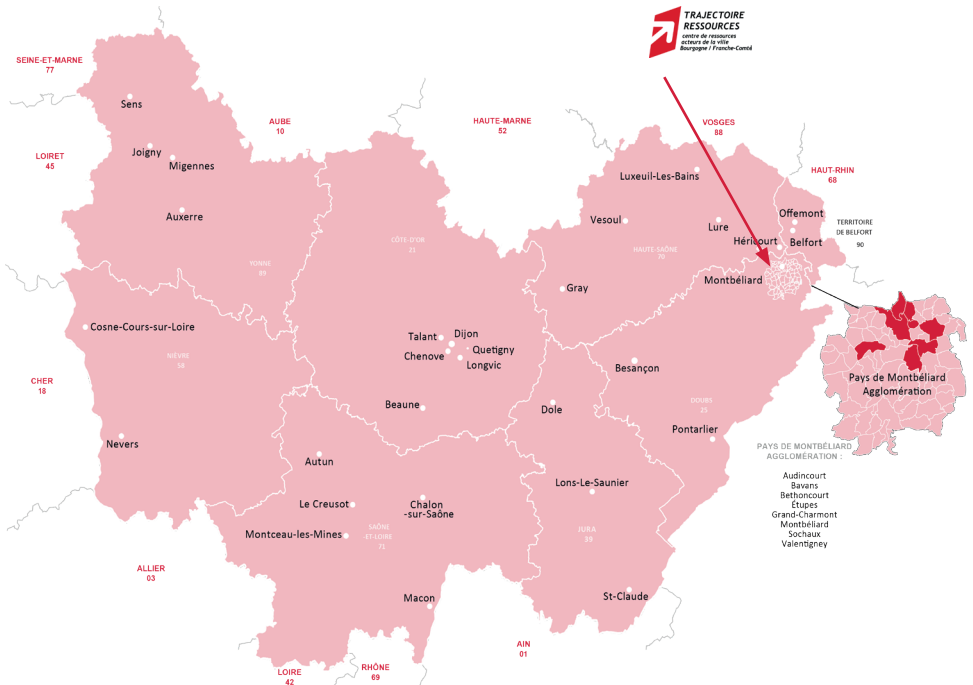 TRAJECTOIRE
RESSOURCES
centre de ressources
acteurs de la ville
Bourgogne / Franche-Comté
SEINE-ET-MARNE
77
AUBE
10
HAUTE-MARNE
52
VOSGES
88
LOIRET
45
HAUT-RHIN
68
Sens
Joigny
Migennes
Auxerre
Luxeuil-Les-Bains
Vesoul
Lure
Offemont
Héricourt
Belfort
TERRITOIRE
DE BELFORT
90
CÔTE-D'OR
21
HAUTE-SAÔNE
70
YONNE
89
Montbéliard
Gray
Cosne-Cours-sur-Loire
Talant
Dijon
Chenove
Quetigny
Longvic
NIÈVRE
58
Besançon
Pays de Montbéliard
Agglomération
CHER
18
Beaune
Dole
DOUBS
25
Pontarlier
Nevers
PAYS DE MONTBÉLIARD
AGGLOMÉRATION :
Audincourt
Bavans
Bethoncourt
Étupes
Grand-Charmont
Montbéliard
Sochaux
Valentigney
Autun
Lons-Le-Saunier
Le Creusot
Chalon
-sur-Saône
Montceau-les-Mines
SAÔNE
-ET-LOIRE
71
JURA
39
ALLIER
03
Macon
St-Claude
AIN
01
LOIRE
42
RHÔNE
69